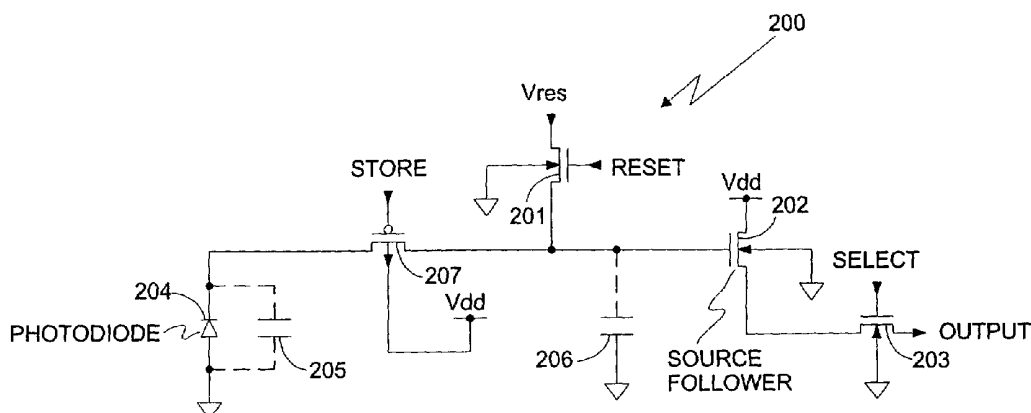 200
Vres
STORE
RESET
201
Vdd
202
SELECT
207
204
Vdd
PHOTODIODE
205
206
SOURCE
FOLLOWER
OUTPUT
203